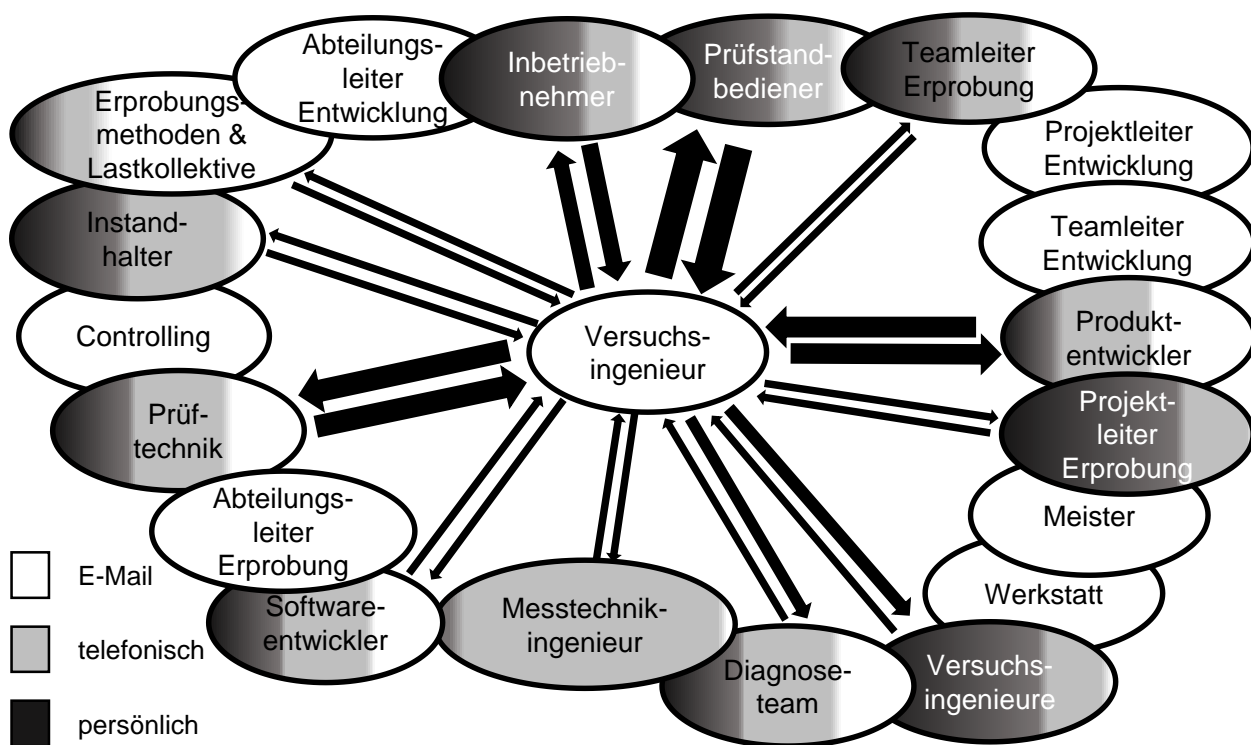 Abteilungs-
leiter
Entwicklung
Inbetrieb-
nehmer
Prüfstand-
bediener
Teamleiter
Erprobung
Erprobungs-
methoden &
Lastkollektive
Projektleiter
Entwicklung
Instand-
halter
Teamleiter
Entwicklung
Controlling
Versuchs-
ingenieur
Produkt-
entwickler
Prüf-
technik
Projekt-
leiter
Erprobung
Abteilungs-
leiter
Erprobung
Meister
Software-
entwickler
Messtechnik-
ingenieur
Werkstatt
Diagnose-
team
Versuchs-
ingenieure
E-Mail
telefonisch
persönlich